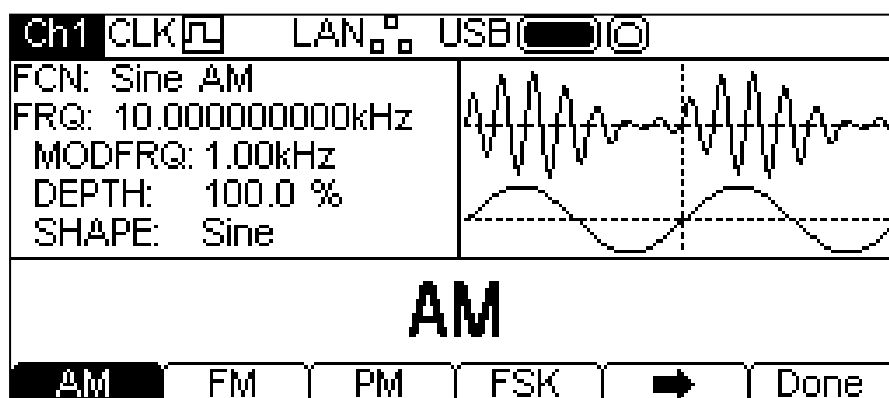 Ch1 CLK LAN USB
FCN: Sine AM
FRQ: 10.000000000kHz
MODFRQ: 1.00kHz
DEPTH: 100.0 %
SHAPE: Sine
AM
AM FM PM FSK Done